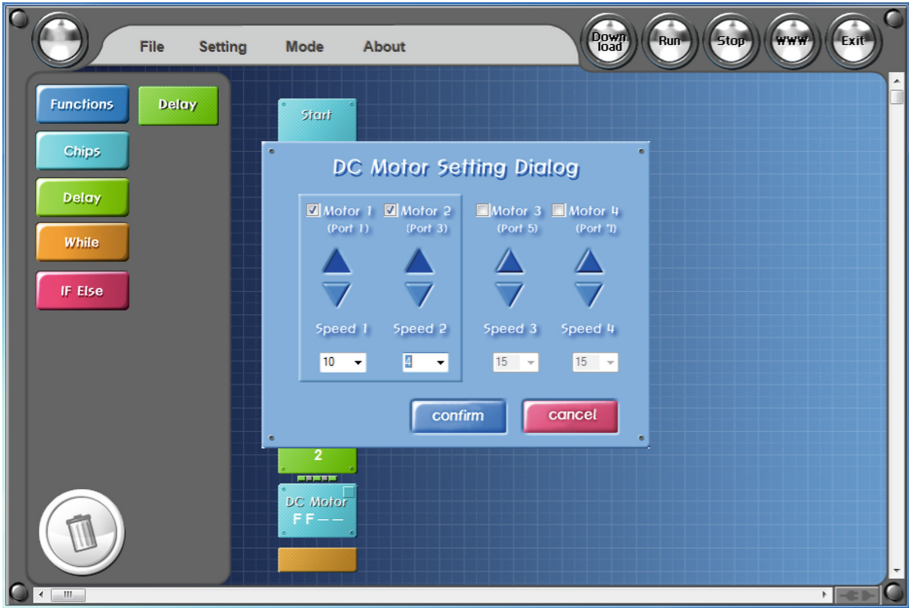 File Setting Mode About
Down
load
Run Stop WWW Exit
Functions Delay
Chips
Delay
While
IF Else
Start
DC Motor Setting Dialog
Motor 1 Motor 2 Motor 3 Motor 4
(Port 1) (Port 3) (Port 5) (Port 7)
Speed 1 Speed 2 Speed 3 Speed 4
10 4 15 15
confirm cancel
2
DC Motor
F F – –